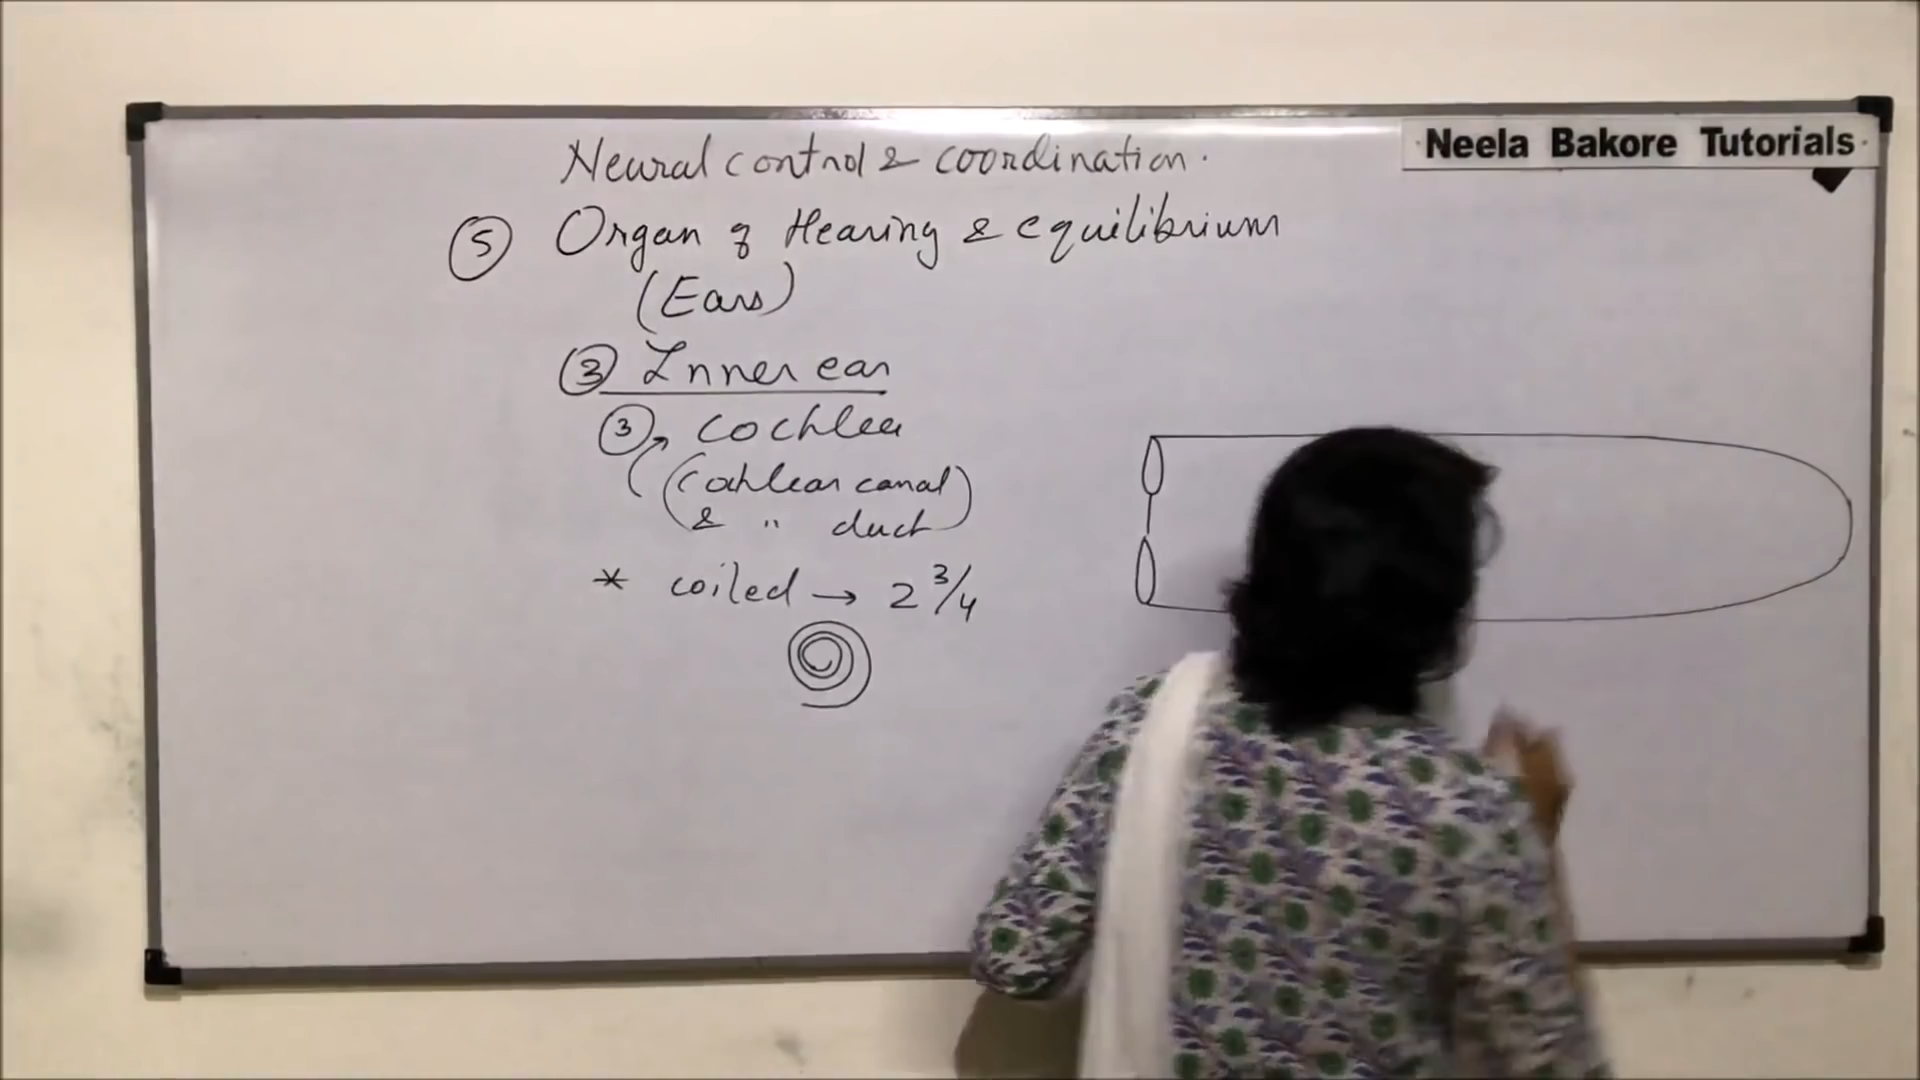 Neela Bakore Tutorials
Neural control & coordination.
⑤ Organ of Hearing & equilibrium
(Ears)
③ Inner ear
③ cochlea
(Cochlear canal)
& " duct
* coiled → 2 3/4